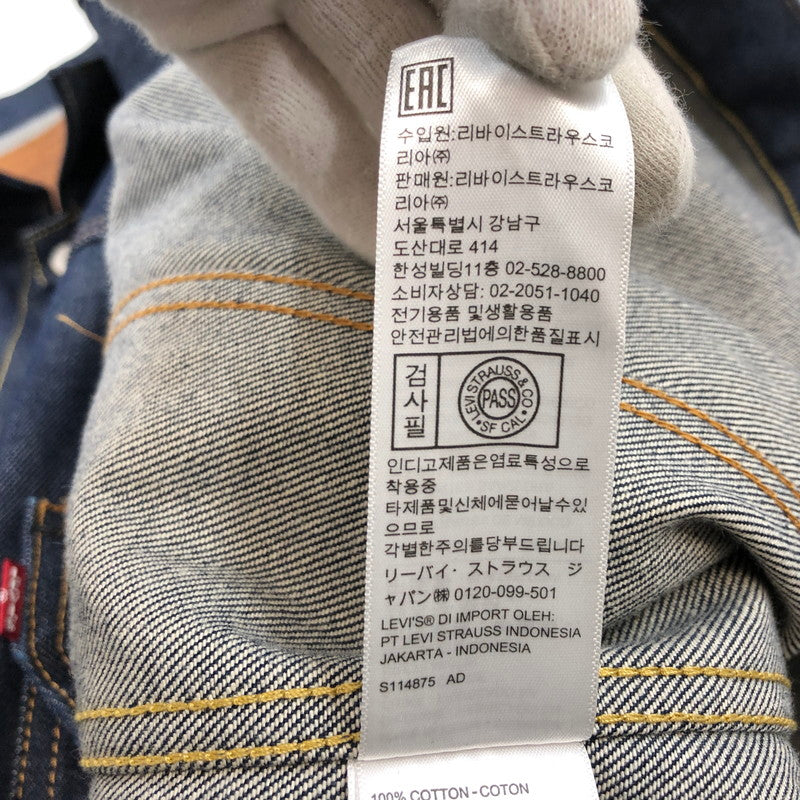 EAC
수입원:리바이스트라우스코
리아㈜
판매원:리바이스트라우스코
리아㈜
서울특별시 강남구
도산대로 414
한성빌딩11층 02-528-8800
소비자상담: 02-2051-1040
전기용품 및생활용품
안전관리법에의한품질표시
검
사
필
LEVI STRAUSS & CO
PASS
• SF CAL •
인디고제품은염료특성으로
착용중
타제품및신체에묻어날수있
으므로
각별한주의를당부드립니다
リーバイ・ストラウス ジ
ャパン㈱ 0120-099-501
LEVI'S® DI IMPORT OLEH:
PT LEVI STRAUSS INDONESIA
JAKARTA - INDONESIA
S114875 AD
100% COTTON - COTON